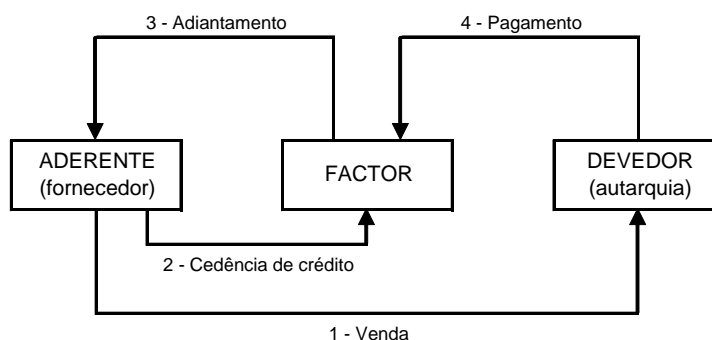 3 - Adiantamento
4 - Pagamento
ADERENTE
(fornecedor)
FACTOR
DEVEDOR
(autarquia)
2 - Cedência de crédito
1 - Venda